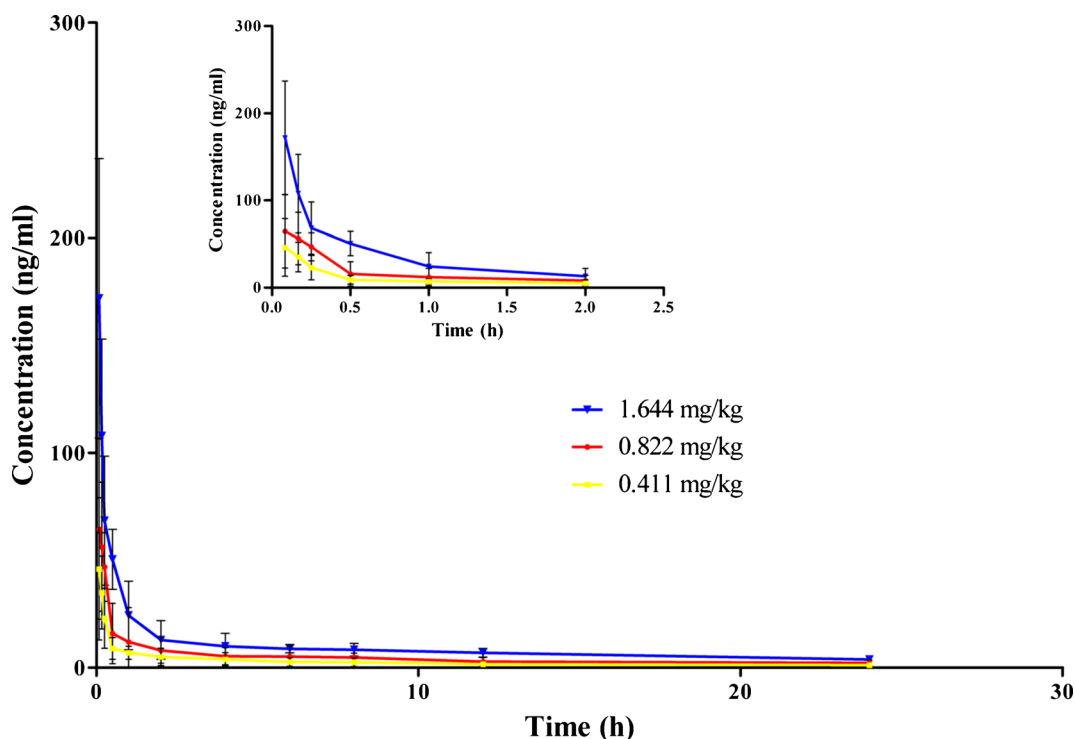 300
200
100
0
Concentration (ng/ml)
300
200
100
0
Concentration (ng/ml)
0.0 0.5 1.0 1.5 2.0 2.5
Time (h)
1.644 mg/kg
0.822 mg/kg
0.411 mg/kg
0 10 20 30
Time (h)